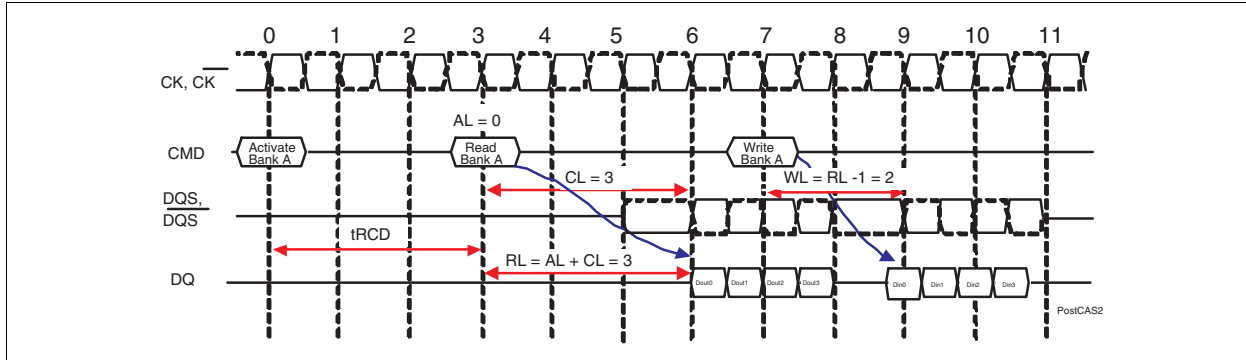 0 1 2 3 4 5 6 7 8 9 10 11
CK, CK
AL = 0
CMD
Activate
Bank A
Read
Bank A
Write
Bank A
CL = 3
WL = RL -1 = 2
DQS,
DQS
tRCD
RL = AL + CL = 3
DQ
Dout0 Dout1 Dout2 Dout3 Din0 Din1 Din2 Din3
PostCAS2